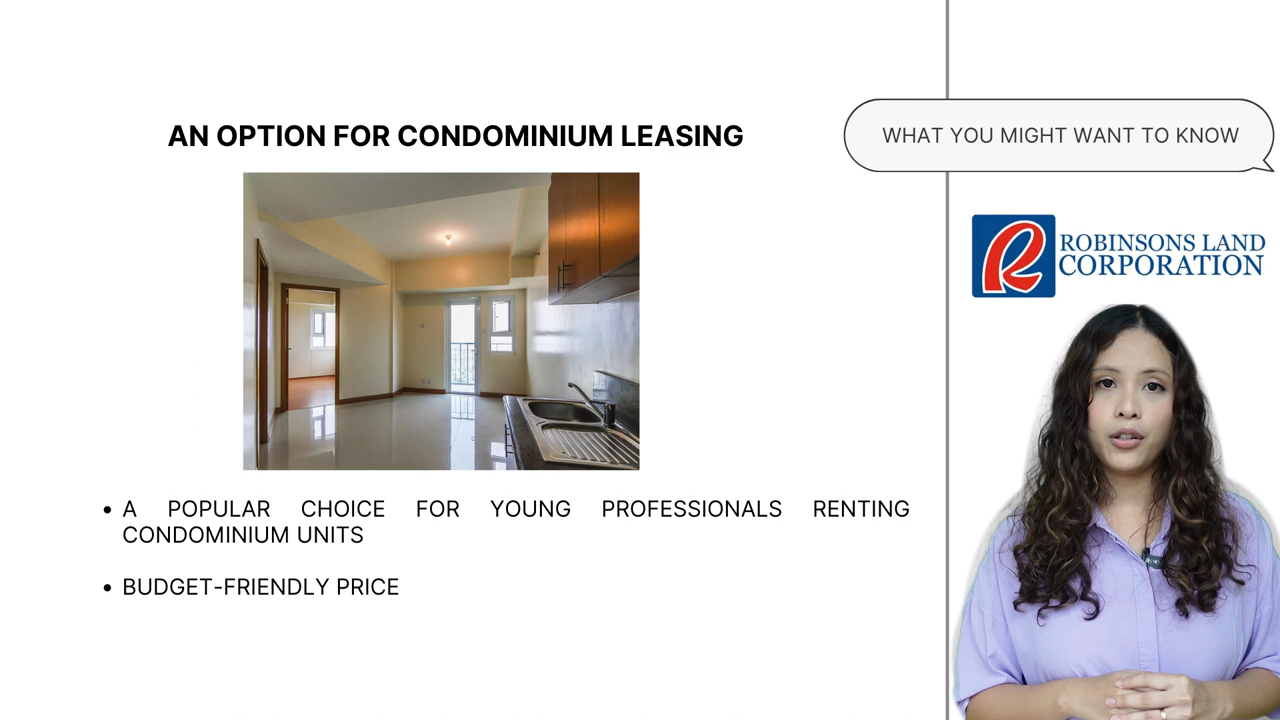 AN OPTION FOR CONDOMINIUM LEASING
WHAT YOU MIGHT WANT TO KNOW
ROBINSONS LAND
CORPORATION
• A POPULAR CHOICE FOR YOUNG PROFESSIONALS RENTING
CONDOMINIUM UNITS
• BUDGET-FRIENDLY PRICE